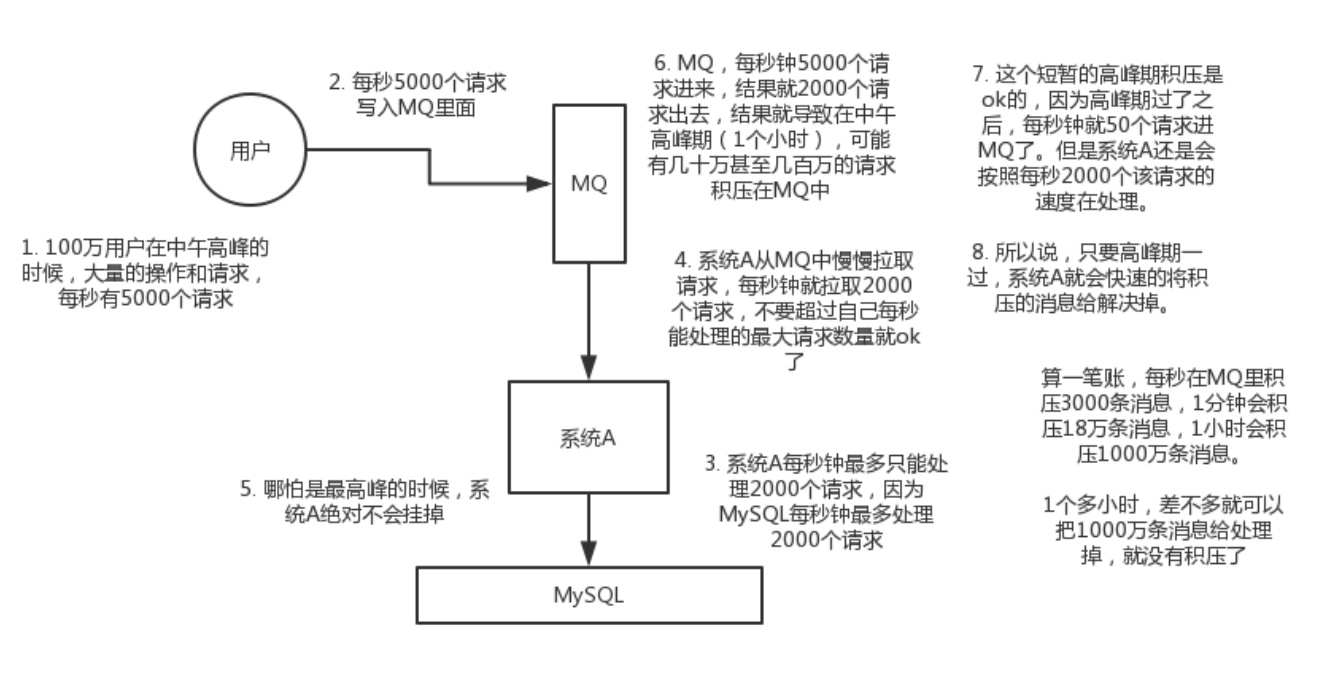 用户
1. 100万用户在中午高峰的
时候，大量的操作和请求，
每秒有5000个请求
2. 每秒5000个请求
写入MQ里面
MQ
6. MQ，每秒钟5000个请
求进来，结果就2000个请
求出去，结果就导致在中午
高峰期（1个小时），可能
有几十万甚至几百万的请求
积压在MQ中
7. 这个短暂的高峰期积压是
ok的，因为高峰期过了之
后，每秒钟就50个请求进
MQ了。但是系统A还是会
按照每秒2000个该请求的
速度在处理。
4. 系统A从MQ中慢慢拉取
请求，每秒钟就拉取2000
个请求，不要超过自己每秒
能处理的最大请求数量就ok
了
8. 所以说，只要高峰期一
过，系统A就会快速的将积
压的消息给解决掉。
算一笔账，每秒在MQ里积
压3000条消息，1分钟会积
压18万条消息，1小时会积
压1000万条消息。
系统A
5. 哪怕是最高峰的时候，系
统A绝对不会挂掉
3. 系统A每秒钟最多只能处
理2000个请求，因为
MySQL每秒钟最多处理
2000个请求
1个多小时，差不多就可以
把1000万条消息给处理
掉，就没有积压了
MySQL